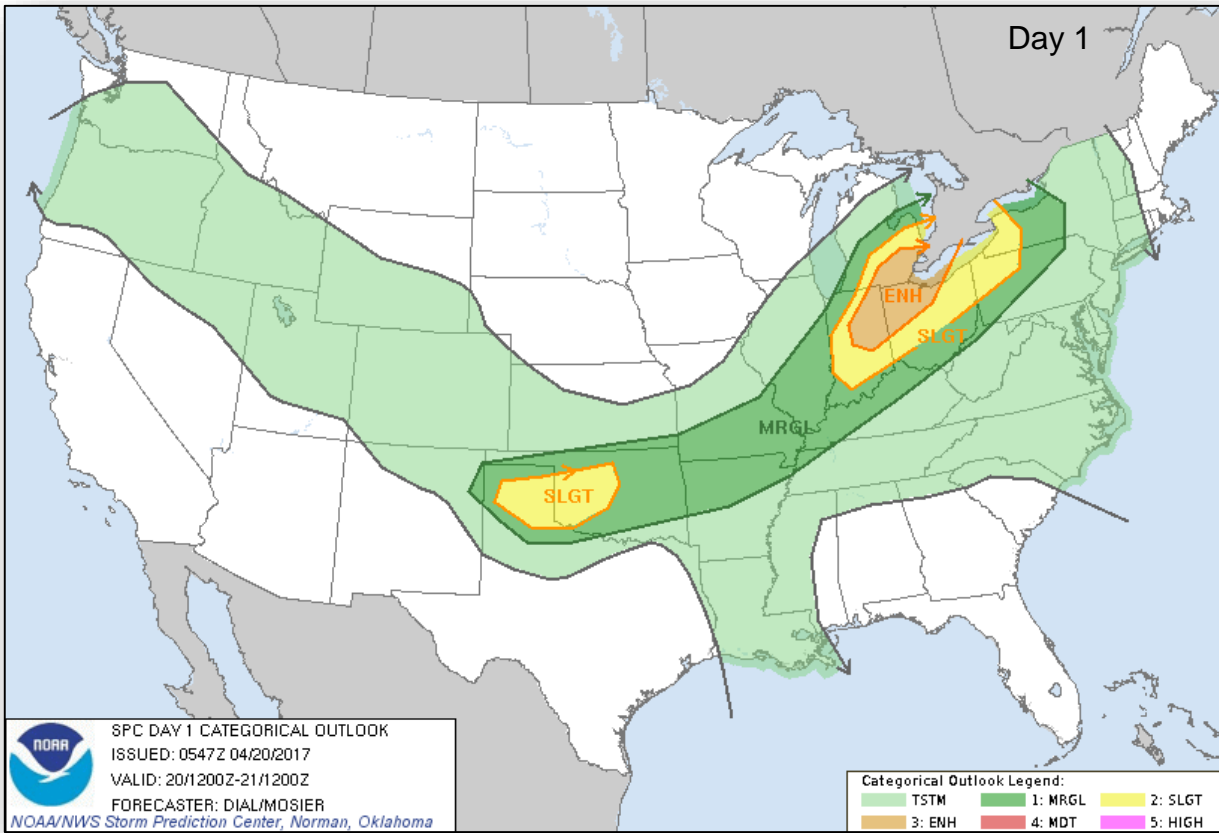 Day 1
ENH
SLGT
MRGL
SLGT
NOAA
SPC DAY 1 CATEGORICAL OUTLOOK
ISSUED: 0547Z 04/20/2017
VALID: 20/1200Z-21/1200Z
FORECASTER: DIAL/MOSIER
NOAA/NWS Storm Prediction Center, Norman, Oklahoma
Categorical Outlook Legend:
TSTM 1: MRGL 2: SLGT
3: ENH 4: MDT 5: HIGH